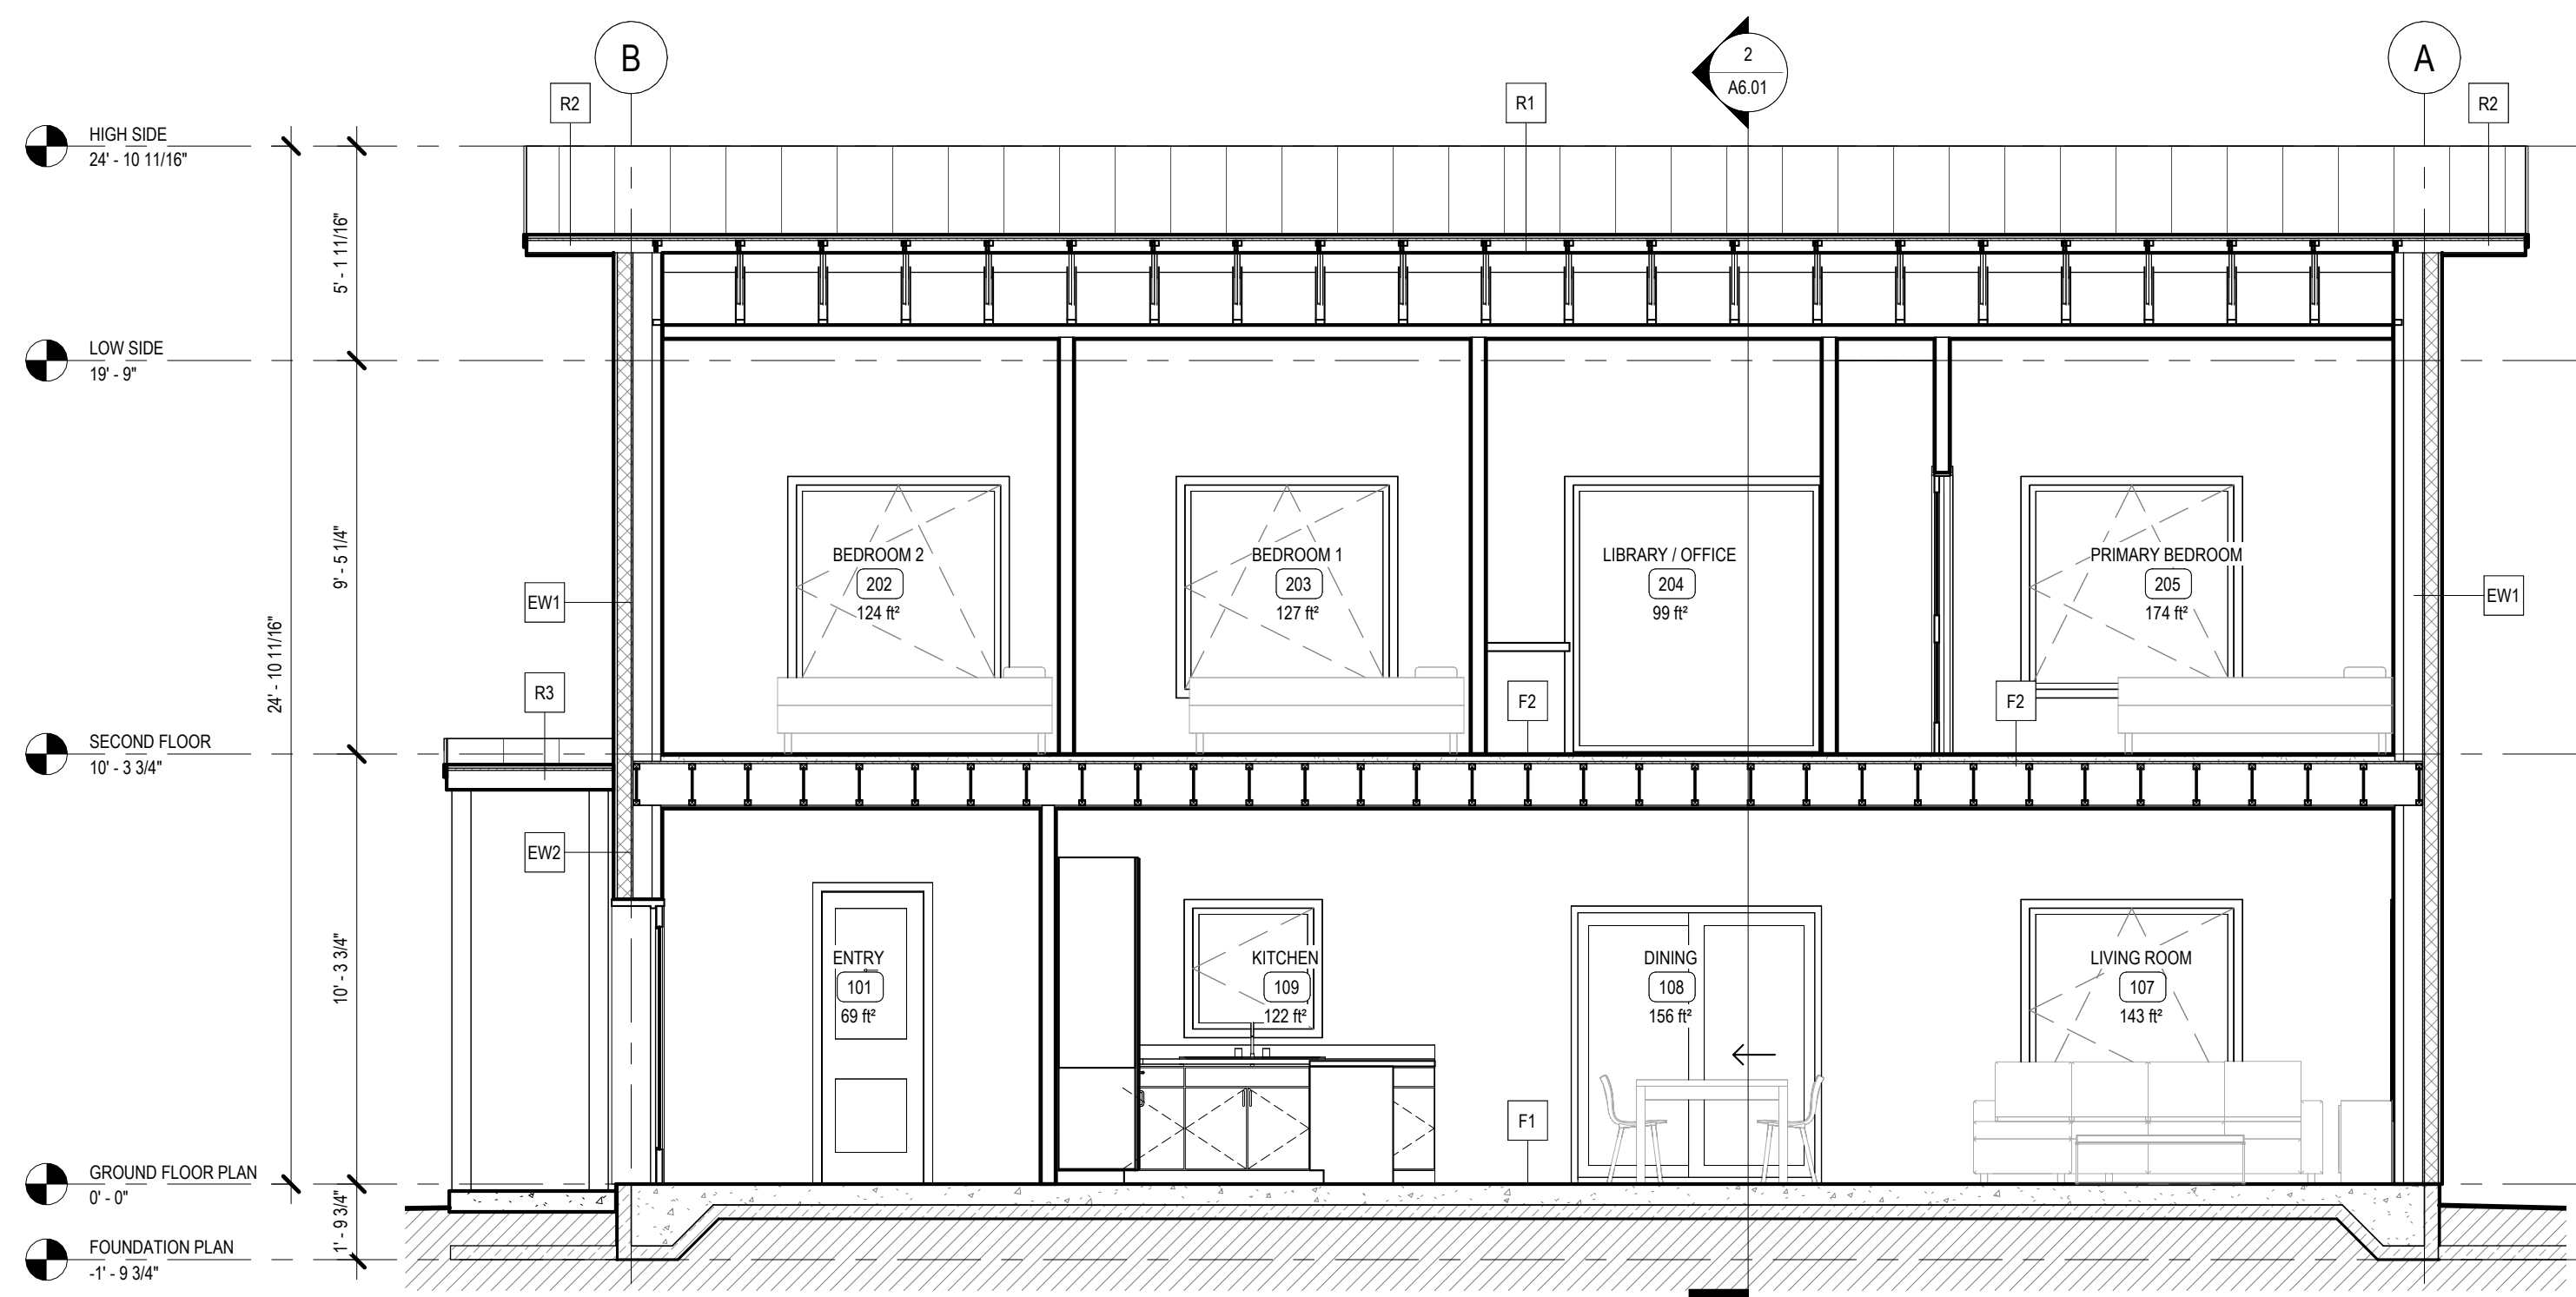 B
2
A6.01
A
R2
R1
R2
HIGH SIDE
24' - 10 11/16"
5' - 1 11/16"
LOW SIDE
19' - 9"
9' - 5 1/4"
24' - 10 11/16"
BEDROOM 2
202
124 ft²
BEDROOM 1
203
127 ft²
LIBRARY / OFFICE
204
99 ft²
PRIMARY BEDROOM
205
174 ft²
EW1
EW1
R3
F2
F2
SECOND FLOOR
10' - 3 3/4"
EW2
10' - 3 3/4"
ENTRY
101
69 ft²
KITCHEN
109
122 ft²
DINING
108
156 ft²
LIVING ROOM
107
143 ft²
F1
GROUND FLOOR PLAN
0' - 0"
1' - 9 3/4"
FOUNDATION PLAN
-1' - 9 3/4"